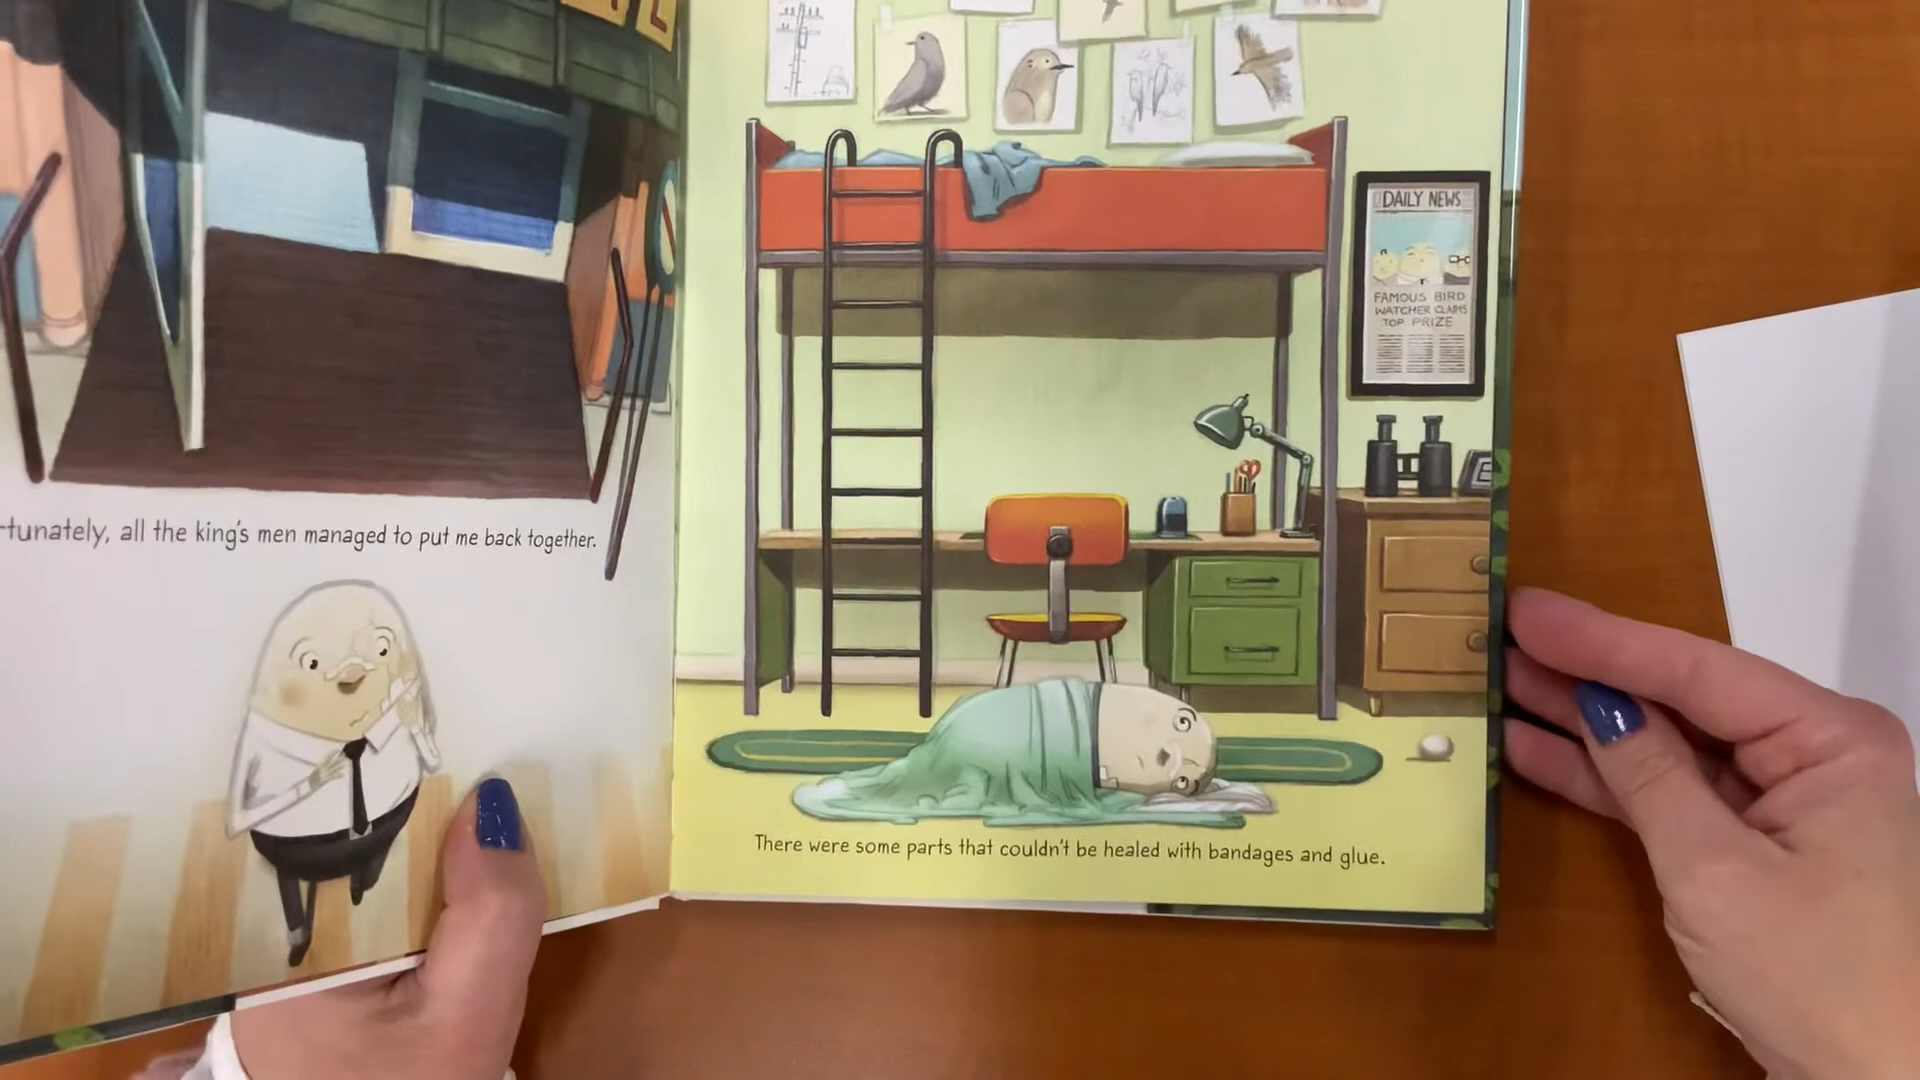 tunately, all the king's men managed to put me back together.
DAILY NEWS
FAMOUS BIRD
WATCHER CLAIMS
TOP PRIZE
There were some parts that couldn't be healed with bandages and glue.